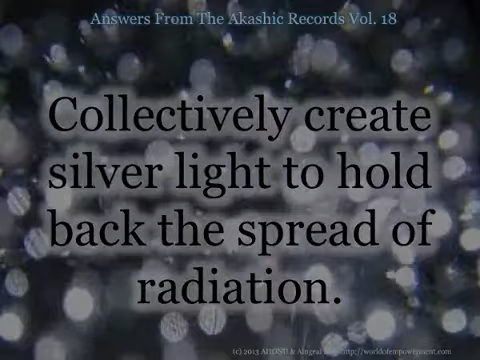 Answers From The Akashic Records Vol. 18
Collectively create
silver light to hold
back the spread of
radiation.
(c) 2013 AHONU &